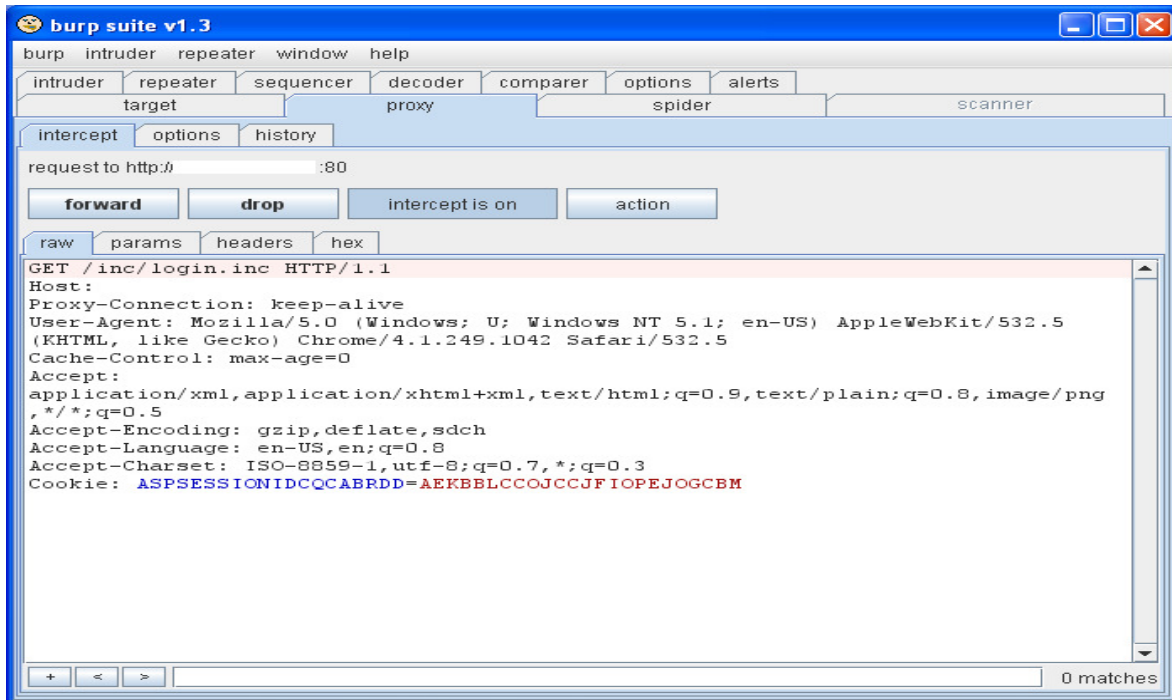 burp suite v1.3
burp intruder repeater window help
intruder repeater sequencer decoder comparer options alerts
target proxy spider scanner
intercept options history
request to http:// :80
forward drop intercept is on action
raw params headers hex
GET /inc/login.inc HTTP/1.1
Host:
Proxy-Connection: keep-alive
User-Agent: Mozilla/5.0 (Windows; U; Windows NT 5.1; en-US) AppleWebKit/532.5
(KHTML, like Gecko) Chrome/4.1.249.1042 Safari/532.5
Cache-Control: max-age=0
Accept:
application/xml,application/xhtml+xml,text/html;q=0.9,text/plain;q=0.8,image/png
,*/*;q=0.5
Accept-Encoding: gzip,deflate,sdch
Accept-Language: en-US,en;q=0.8
Accept-Charset: ISO-8859-1,utf-8;q=0.7,*;q=0.3
Cookie: ASPSESSIONIDCQCABRDD=AEKBBLCCOJCCJFIOPEJOGCBM
+ < > 0 matches